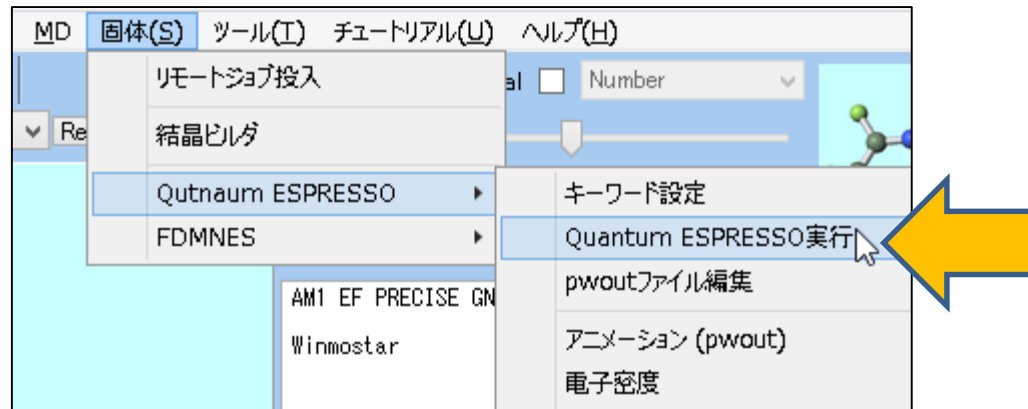 MD 固体(S) ツール(T) チュートリアル(U) ヘルプ(H)
リモートジョブ投入
al Number
Re
結晶ビルダ
Qutnaum ESPRESSO
キーワード設定
FDMNES
Quantum ESPRESSO実行
pwoutファイル編集
AM1 EF PRECISE GN
Winmostar
アニメーション (pwout)
電子密度